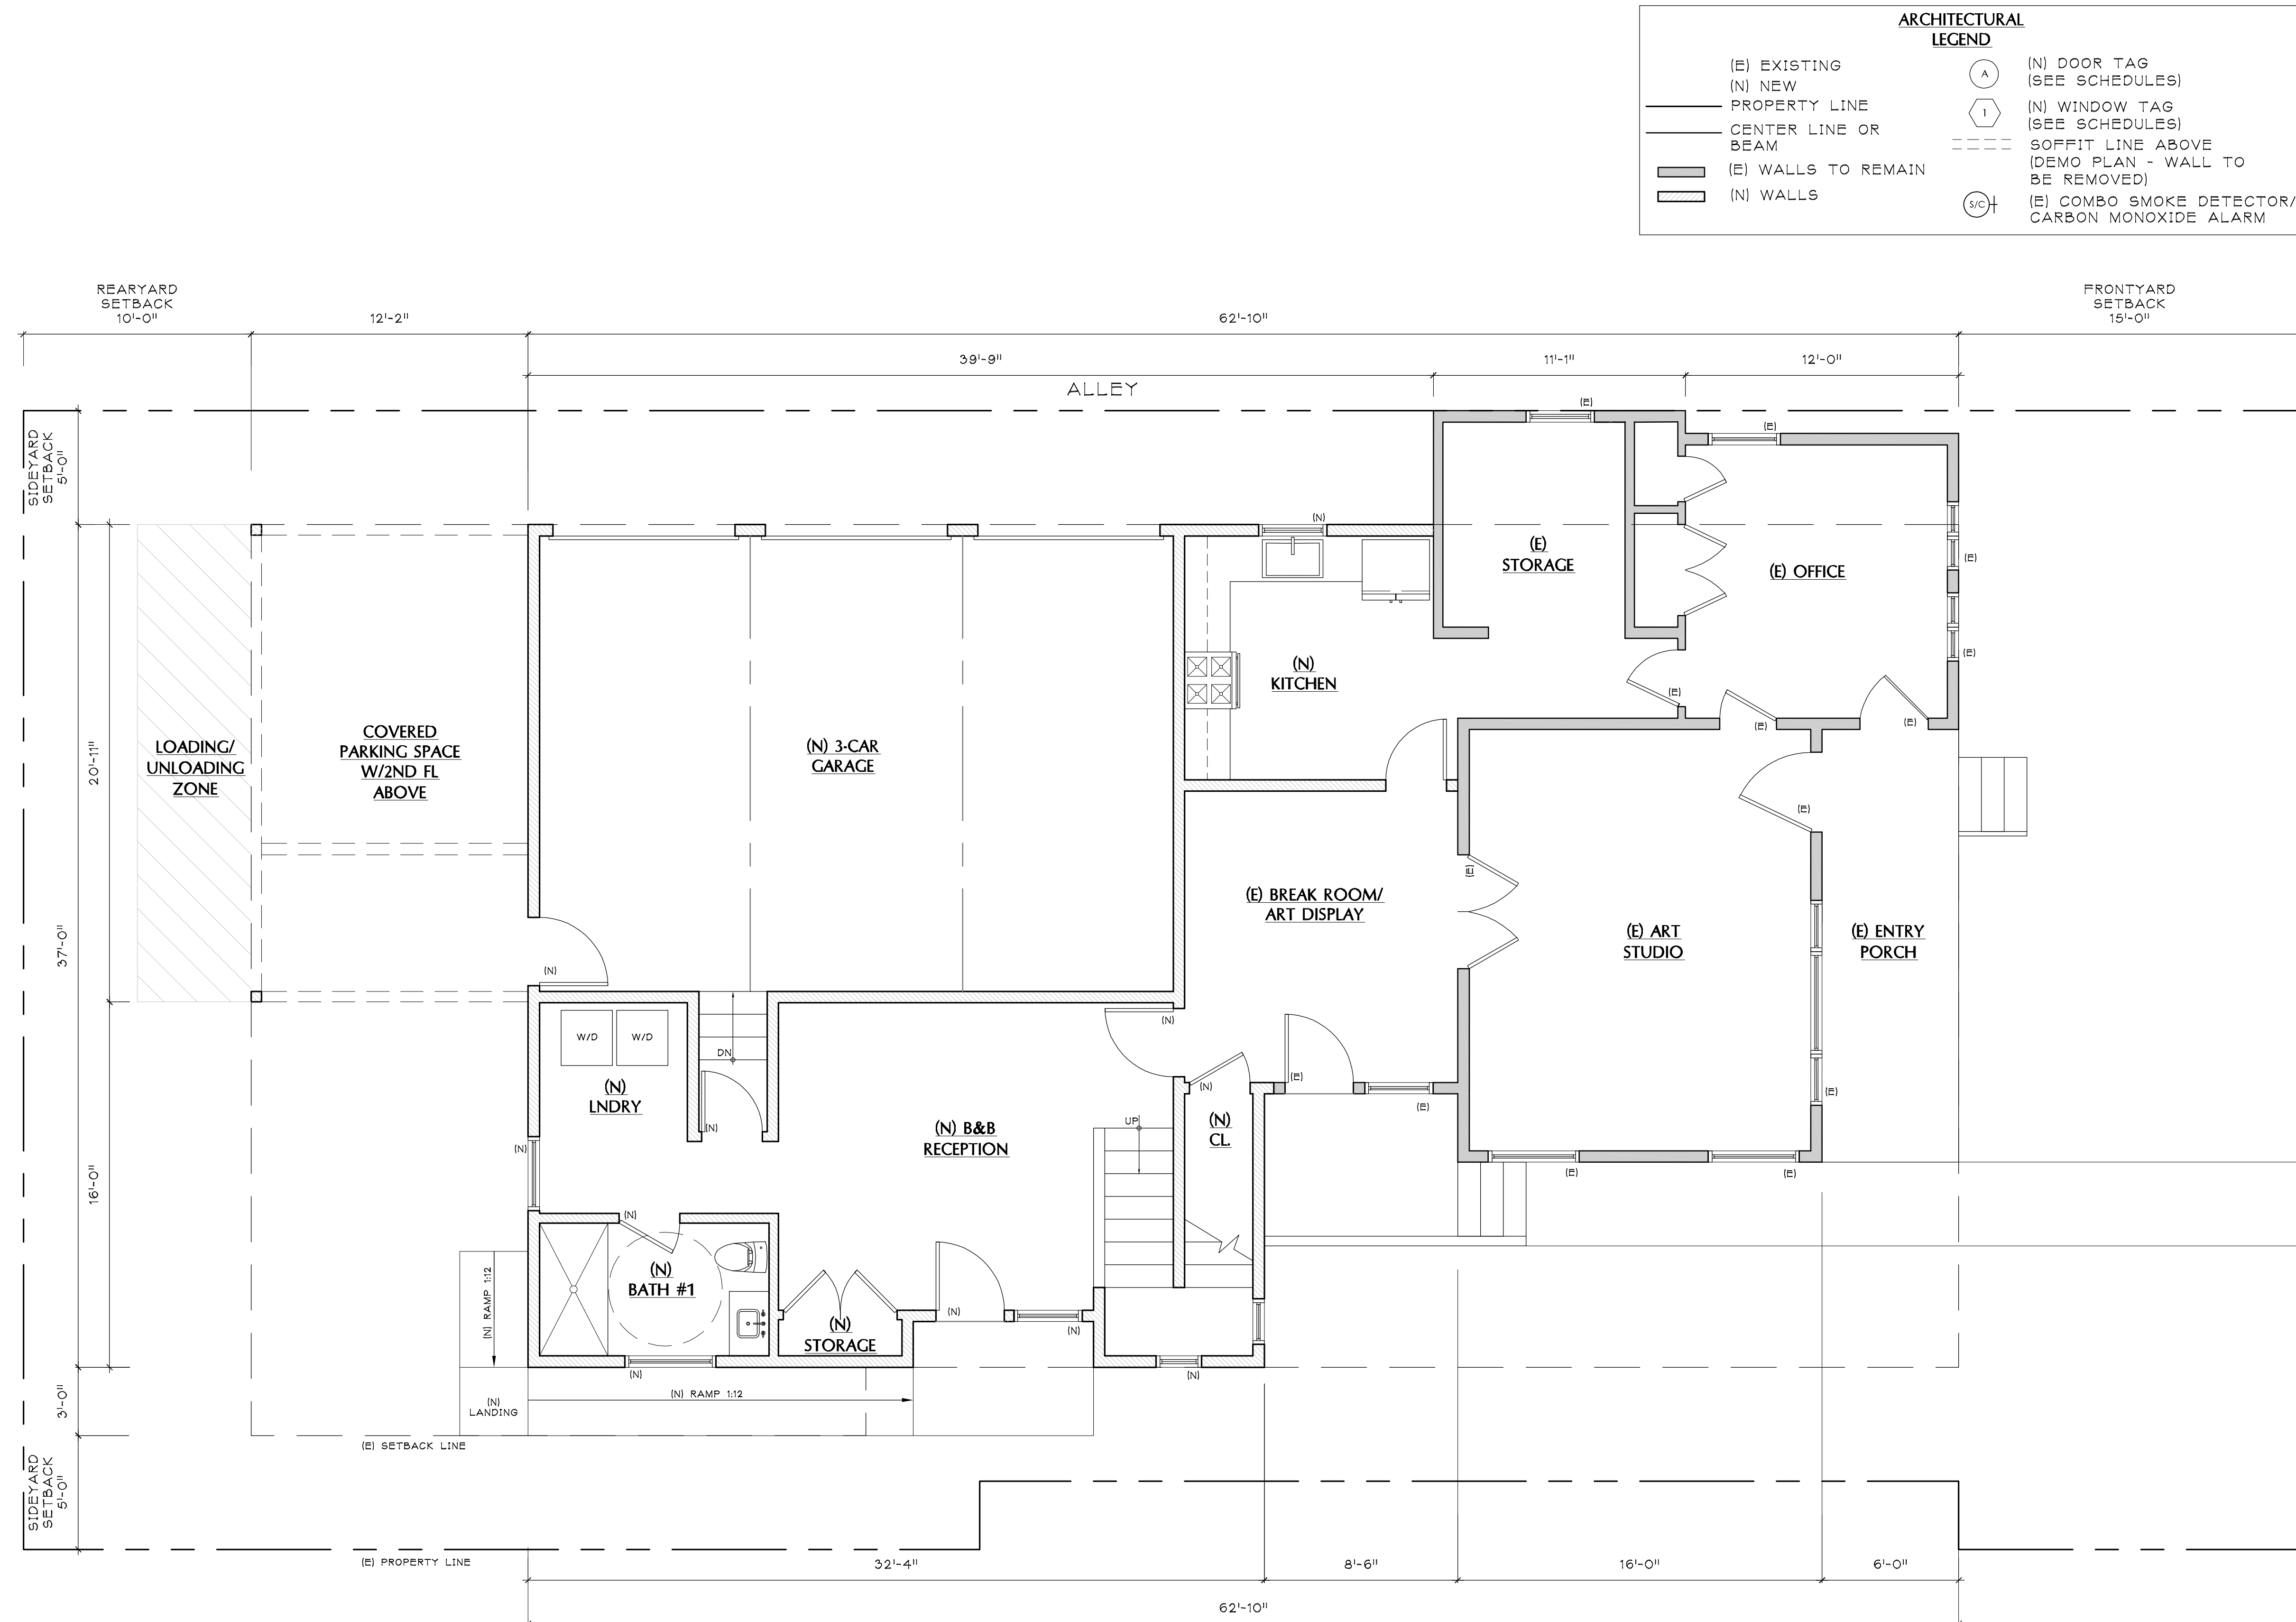 ARCHITECTURAL
LEGEND
(E) EXISTING
(N) NEW
PROPERTY LINE
CENTER LINE OR
BEAM
(E) WALLS TO REMAIN
(N) WALLS
A
(N) DOOR TAG
(SEE SCHEDULES)
1
(N) WINDOW TAG
(SEE SCHEDULES)
SOFFIT LINE ABOVE
(DEMO PLAN - WALL TO
BE REMOVED)
S/C
(E) COMBO SMOKE DETECTOR/
CARBON MONOXIDE ALARM
REARYARD
SETBACK
10'-0"
12'-2"
62'-10"
FRONTYARD
SETBACK
15'-0"
39'-9"
11'-1"
12'-0"
ALLEY
(E)
(E)
SIDEYARD
SETBACK
5'-0"
(N)
(E)
STORAGE
(E) OFFICE
(E)
(E)
(N)
KITCHEN
(E)
(E)
(E)
LOADING/
UNLOADING
ZONE
COVERED
PARKING SPACE
W/2ND FL
ABOVE
(N) 3-CAR
GARAGE
20'-11"
(E)
(E)
(E) BREAK ROOM/
ART DISPLAY
(E) ART
STUDIO
(E) ENTRY
PORCH
37'-0"
(N)
(N)
W/D
W/D
DN
(N)
LNDRY
(N)
(N)
(E)
(E)
(E)
(N)
CL.
UP
(N) B&B
RECEPTION
(N)
(E)
(E)
16'-0"
(N)
(N)
BATH #1
(N) RAMP 1:12
(N)
STORAGE
(N)
(N)
(N)
(N)
(N) RAMP 1:12
(N)
LANDING
3'-0"
(E) SETBACK LINE
SIDEYARD
SETBACK
5'-0"
(E) PROPERTY LINE
32'-4"
8'-6"
16'-0"
6'-0"
62'-10"